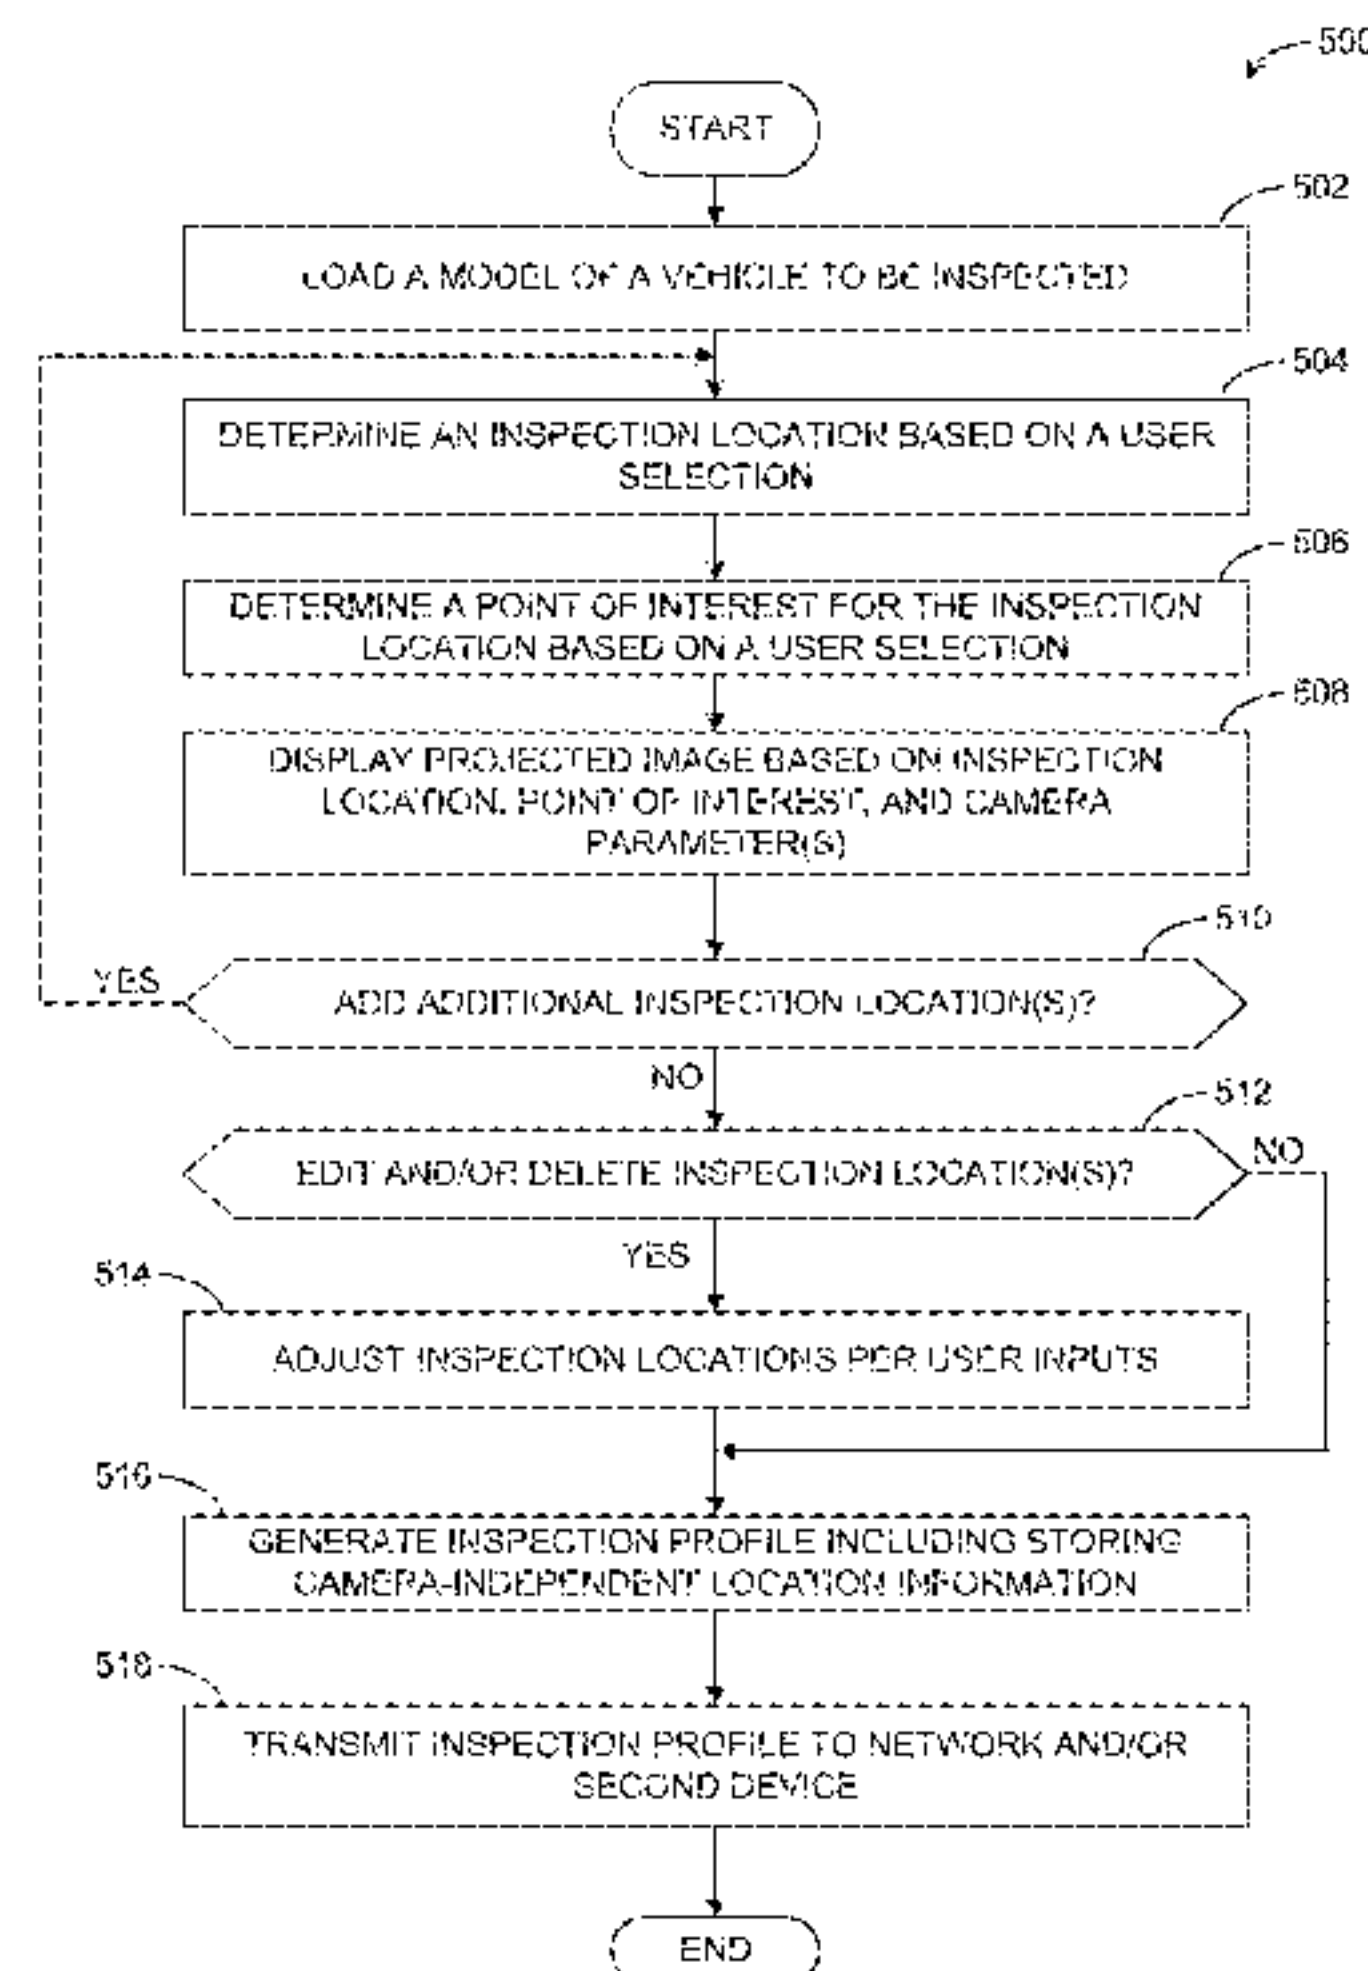 500
START
502
LOAD A MODEL OF A VEHICLE TO BE INSPECTED
504
DETERMINE AN INSPECTION LOCATION BASED ON A USER
SELECTION
506
DETERMINE A POINT OF INTEREST FOR THE INSPECTION
LOCATION BASED ON A USER SELECTION
508
DISPLAY PROJECTED IMAGE BASED ON INSPECTION
LOCATION, POINT OF INTEREST, AND CAMERA
PARAMETER(S)
510
YES
ADD ADDITIONAL INSPECTION LOCATION(S)?
NO
512
EDIT AND/OR DELETE INSPECTION LOCATION(S)?
NO
YES
514
ADJUST INSPECTION LOCATIONS PER USER INPUTS
516
GENERATE INSPECTION PROFILE INCLUDING STORING
CAMERA-INDEPENDENT LOCATION INFORMATION
518
TRANSMIT INSPECTION PROFILE TO NETWORK AND/OR
SECOND DEVICE
END